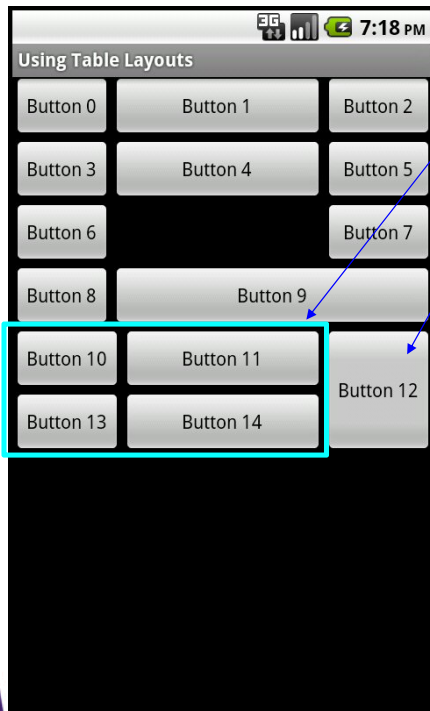 3G 7:18 PM
Using Table Layouts
Button 0 Button 1 Button 2
Button 3 Button 4 Button 5
Button 6 Button 7
Button 8 Button 9
Button 10 Button 11
Button 12
Button 13 Button 14